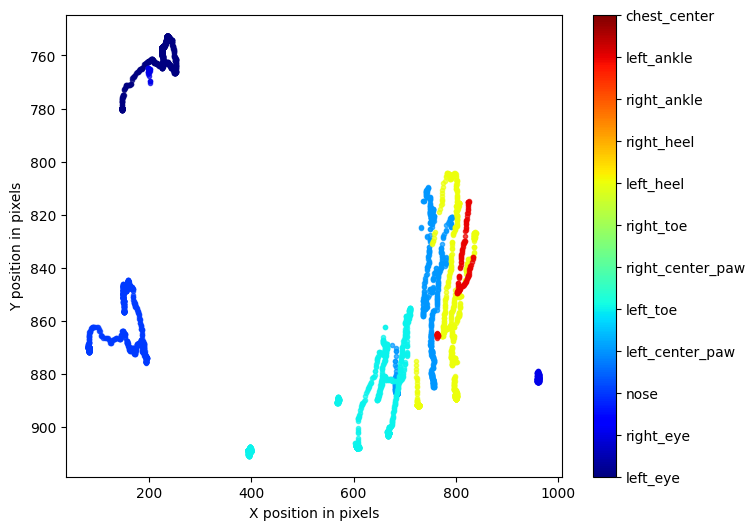 760
780
800
820
840
860
880
900
Y position in pixels
200
400
600
800
1000
X position in pixels
chest_center
left_ankle
right_ankle
right_heel
left_heel
right_toe
right_center_paw
left_toe
left_center_paw
nose
right_eye
left_eye